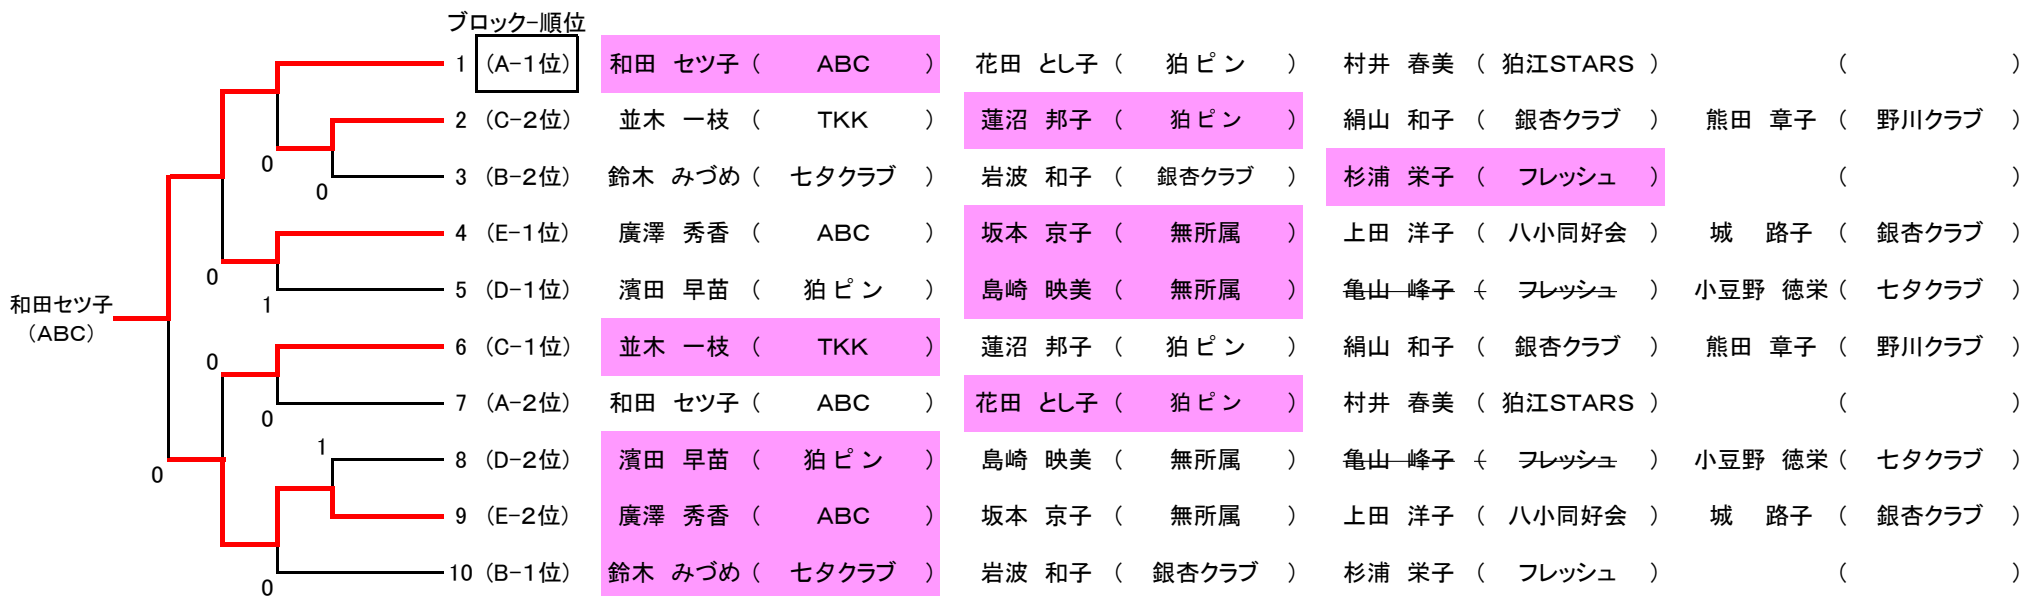 ブロック-順位
1 (A-1位) 和田 セツ子 ( ABC ) 花田 とし子 ( 狛ピン ) 村井 春美 ( 狛江STARS ) ( )
2 (C-2位) 並木 一枝 ( TKK ) 蓮沼 邦子 ( 狛ピン ) 絹山 和子 ( 銀杏クラブ ) 熊田 章子 ( 野川クラブ )
0
3 (B-2位) 鈴木 みづめ ( 七夕クラブ ) 岩波 和子 ( 銀杏クラブ ) 杉浦 栄子 ( フレッシュ ) ( )
0
4 (E-1位) 廣澤 秀香 ( ABC ) 坂本 京子 ( 無所属 ) 上田 洋子 ( 八小同好会 ) 城 路子 ( 銀杏クラブ )
0
5 (D-1位) 濱田 早苗 ( 狛ピン ) 島崎 映美 ( 無所属 ) 亀山 峰子 ( フレッシュ ) 小豆野 徳栄 ( 七夕クラブ )
1
和田セツ子
(ABC)
6 (C-1位) 並木 一枝 ( TKK ) 蓮沼 邦子 ( 狛ピン ) 絹山 和子 ( 銀杏クラブ ) 熊田 章子 ( 野川クラブ )
0
7 (A-2位) 和田 セツ子 ( ABC ) 花田 とし子 ( 狛ピン ) 村井 春美 ( 狛江STARS ) ( )
0
1
8 (D-2位) 濱田 早苗 ( 狛ピン ) 島崎 映美 ( 無所属 ) 亀山 峰子 ( フレッシュ ) 小豆野 徳栄 ( 七夕クラブ )
0
9 (E-2位) 廣澤 秀香 ( ABC ) 坂本 京子 ( 無所属 ) 上田 洋子 ( 八小同好会 ) 城 路子 ( 銀杏クラブ )
10 (B-1位) 鈴木 みづめ ( 七夕クラブ ) 岩波 和子 ( 銀杏クラブ ) 杉浦 栄子 ( フレッシュ ) ( )
0